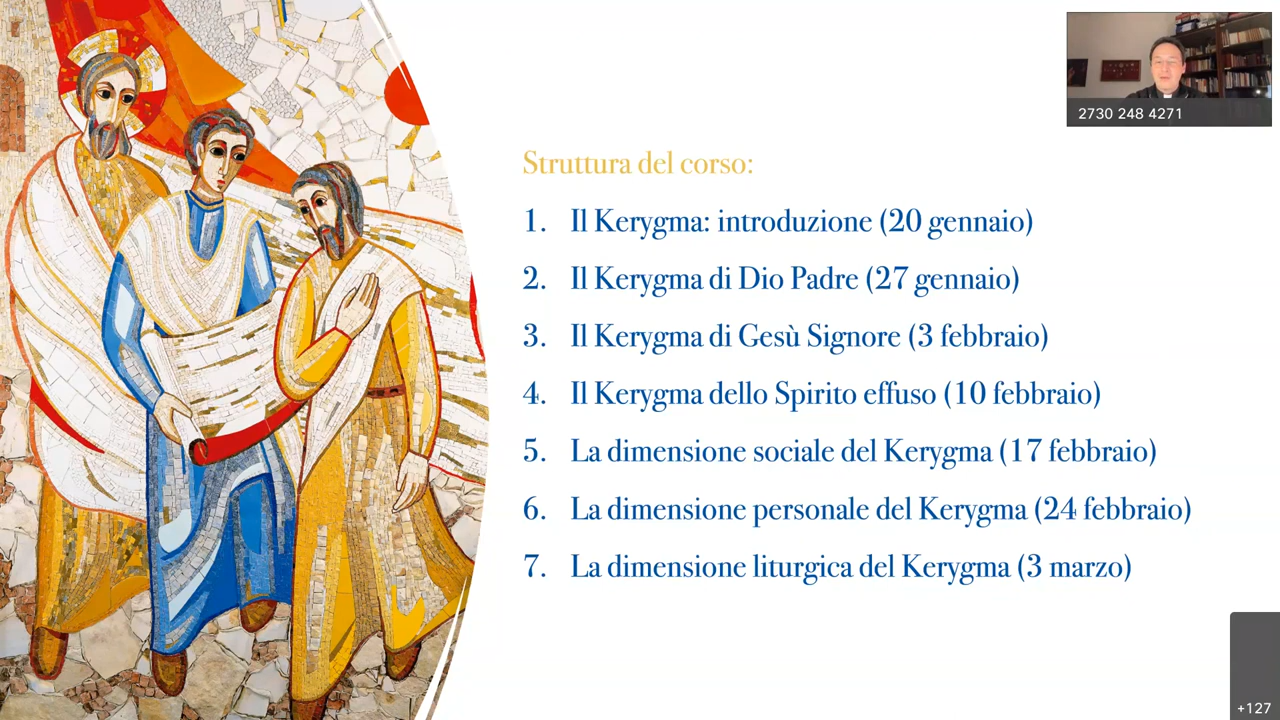 2730 248 4271
Struttura del corso:
1. Il Kerygma: introduzione (20 gennaio)
2. Il Kerygma di Dio Padre (27 gennaio)
3. Il Kerygma di Gesù Signore (3 febbraio)
4. Il Kerygma dello Spirito effuso (10 febbraio)
5. La dimensione sociale del Kerygma (17 febbraio)
6. La dimensione personale del Kerygma (24 febbraio)
7. La dimensione liturgica del Kerygma (3 marzo)
+127